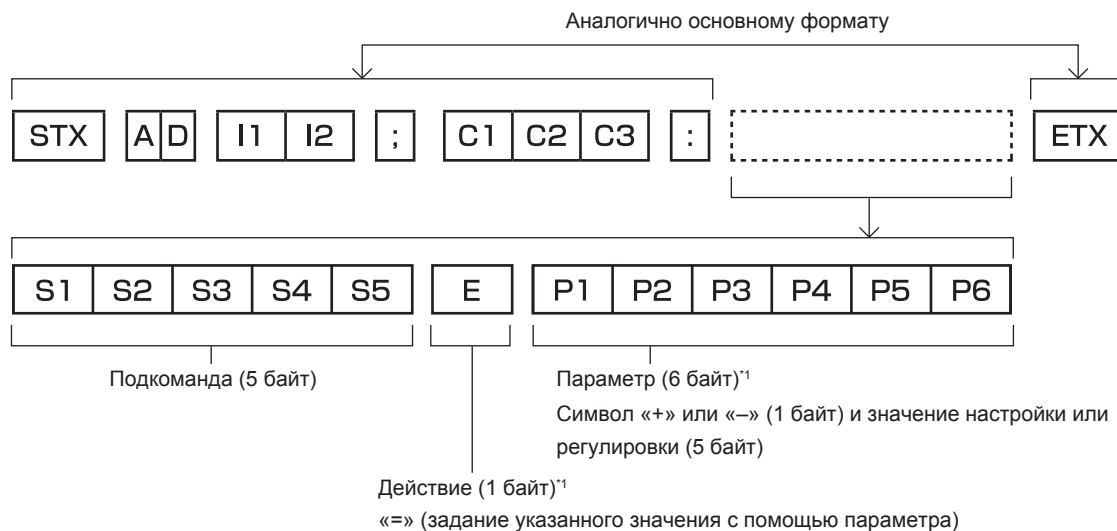 Аналогично основному формату
STX A D I1 I2 ; C1 C2 C3 : ETX
S1 S2 S3 S4 S5 E P1 P2 P3 P4 P5 P6
Подкоманда (5 байт)
Параметр (6 байт)*1
Символ «+» или «–» (1 байт) и значение настройки или
регулировки (5 байт)
Действие (1 байт)*1
«=» (задание указанного значения с помощью параметра)